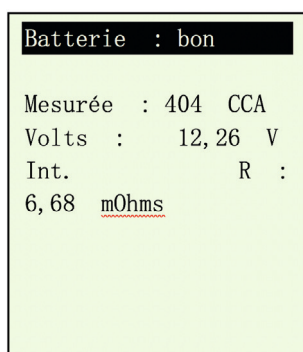 Batterie : bon
Mesurée : 404 CCA
Volts : 12,26 V
Int. R :
6,68 mOhms